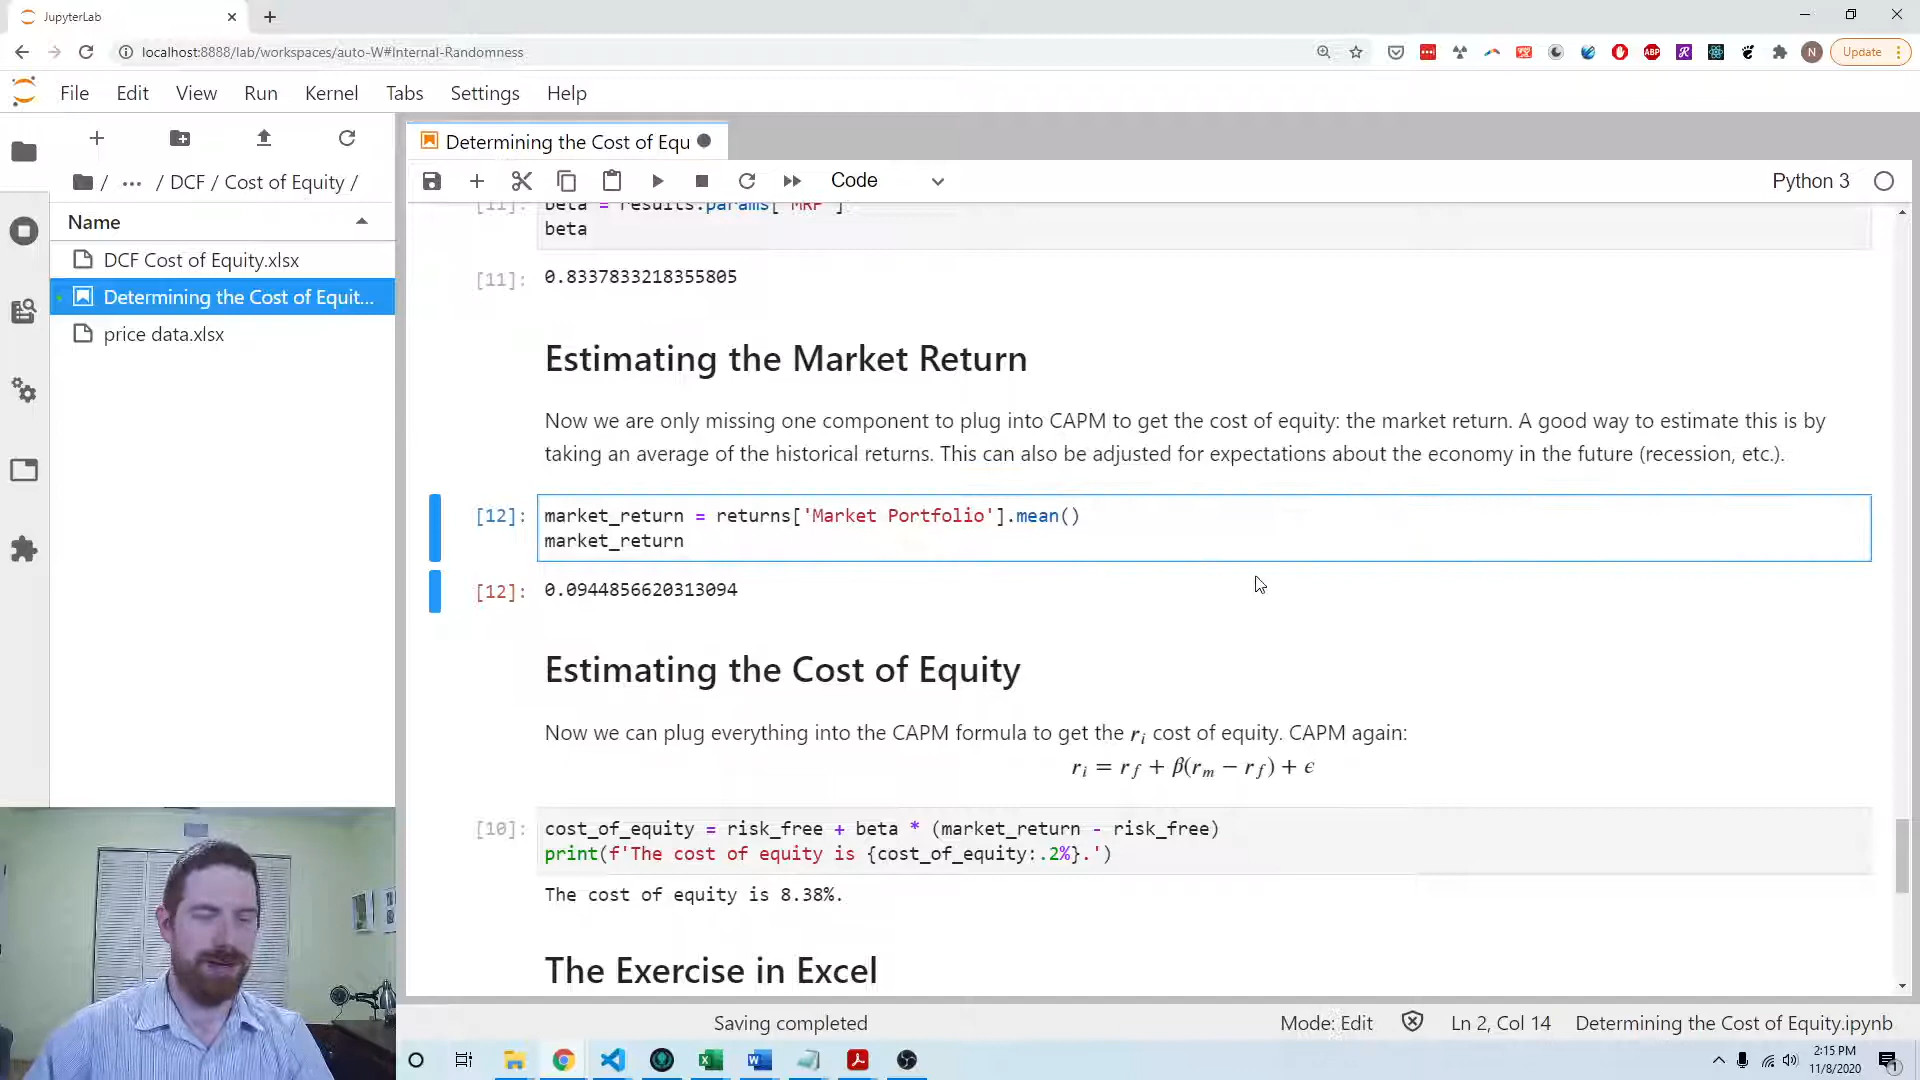 JupyterLab
localhost:8888/lab/workspaces/auto-W#Internal-Randomness
ABP
N
Update
File Edit View Run Kernel Tabs Settings Help
Determining the Cost of Equ
/ ... / DCF / Cost of Equity /
Code
Python 3
Name
DCF Cost of Equity.xlsx
Determining the Cost of Equit...
price data.xlsx
[11]: beta = results.params['MRP']
beta
[11]: 0.8337833218355805
Estimating the Market Return
Now we are only missing one component to plug into CAPM to get the cost of equity: the market return. A good way to estimate this is by
taking an average of the historical returns. This can also be adjusted for expectations about the economy in the future (recession, etc.).
[12]: market_return = returns['Market Portfolio'].mean()
market_return
[12]: 0.0944856620313094
Estimating the Cost of Equity
Now we can plug everything into the CAPM formula to get the rᵢ cost of equity. CAPM again:
rᵢ = r_f + β(r_m − r_f) + ϵ
[10]: cost_of_equity = risk_free + beta * (market_return - risk_free)
print(f'The cost of equity is {cost_of_equity:.2%}.')
The cost of equity is 8.38%.
The Exercise in Excel
Saving completed
Mode: Edit
Ln 2, Col 14
Determining the Cost of Equity.ipynb
2:15 PM
11/8/2020